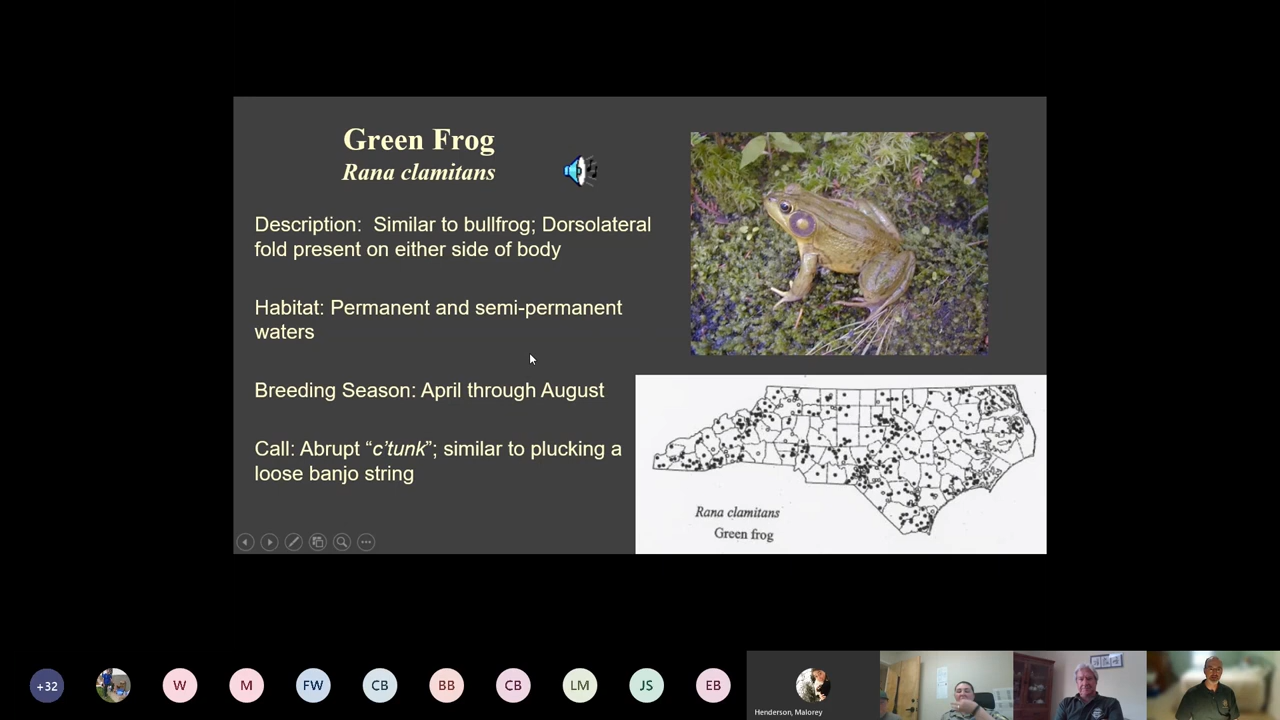 Green Frog
Rana clamitans
Description:  Similar to bullfrog; Dorsolateral
fold present on either side of body
Habitat: Permanent and semi-permanent
waters
Breeding Season: April through August
Call: Abrupt “c’tunk”; similar to plucking a
loose banjo string
Rana clamitans
Green frog
+32
W
M
FW
CB
BB
CB
LM
JS
EB
Henderson, Malorey